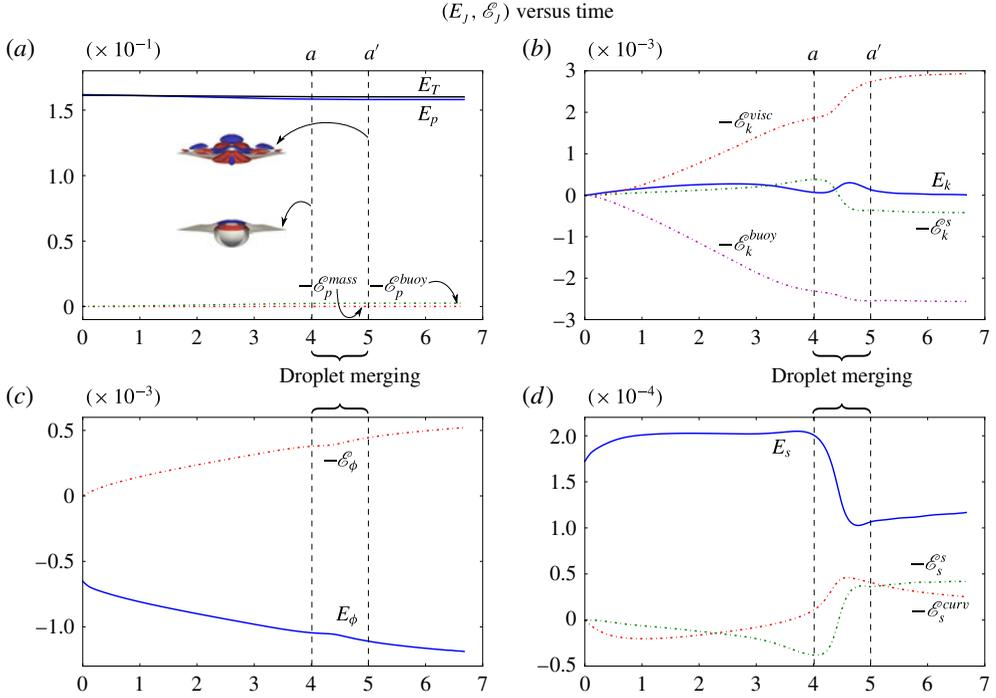 (E_J, ℰ_J) versus time
(a) (× 10⁻¹) a a′
E_T
E_p
1.5
1.0
0.5
0
−ℰ_p^mass −ℰ_p^buoy
0 1 2 3 4 5 6 7
Droplet merging
(b) (× 10⁻³) a a′
3
2
1
0
−1
−2
−3
−ℰ_k^visc
E_k
−ℰ_k^s
−ℰ_k^buoy
0 1 2 3 4 5 6 7
Droplet merging
(c) (× 10⁻³)
0.5
0
−0.5
−1.0
−ℰ_ϕ
E_ϕ
0 1 2 3 4 5 6 7
(d) (× 10⁻⁴)
2.0
1.5
1.0
0.5
0
−0.5
E_s
−ℰ_s^s
−ℰ_s^curv
0 1 2 3 4 5 6 7